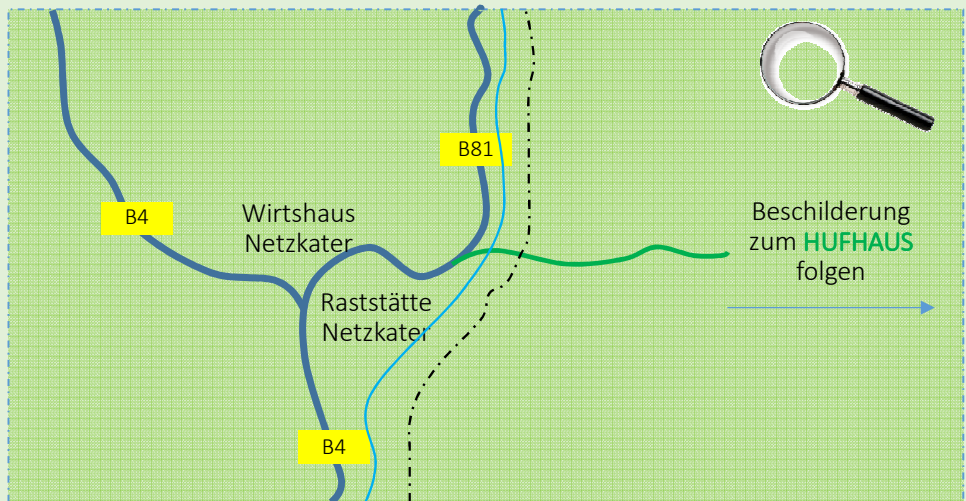 B81
B4
Wirtshaus
Netzkater
Beschilderung
zum HUFHAUS
folgen
Raststätte
Netzkater
B4